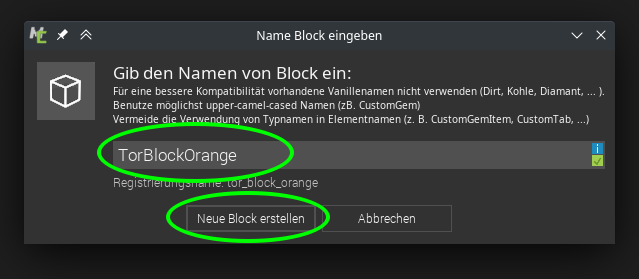 Name Block eingeben
Gib den Namen von Block ein:
Für eine bessere Kompatibilität vorhandene Vanillenamen nicht verwenden (Dirt, Kohle, Diamant, ... ).
Benutze möglichst upper-camel-cased Namen (zB. CustomGem)
Vermeide die Verwendung von Typnamen in Elementnamen (z. B. CustomGemItem, CustomTab, ...)
TorBlockOrange
Registrierungsname: tor_block_orange
Neue Block erstellen
Abbrechen